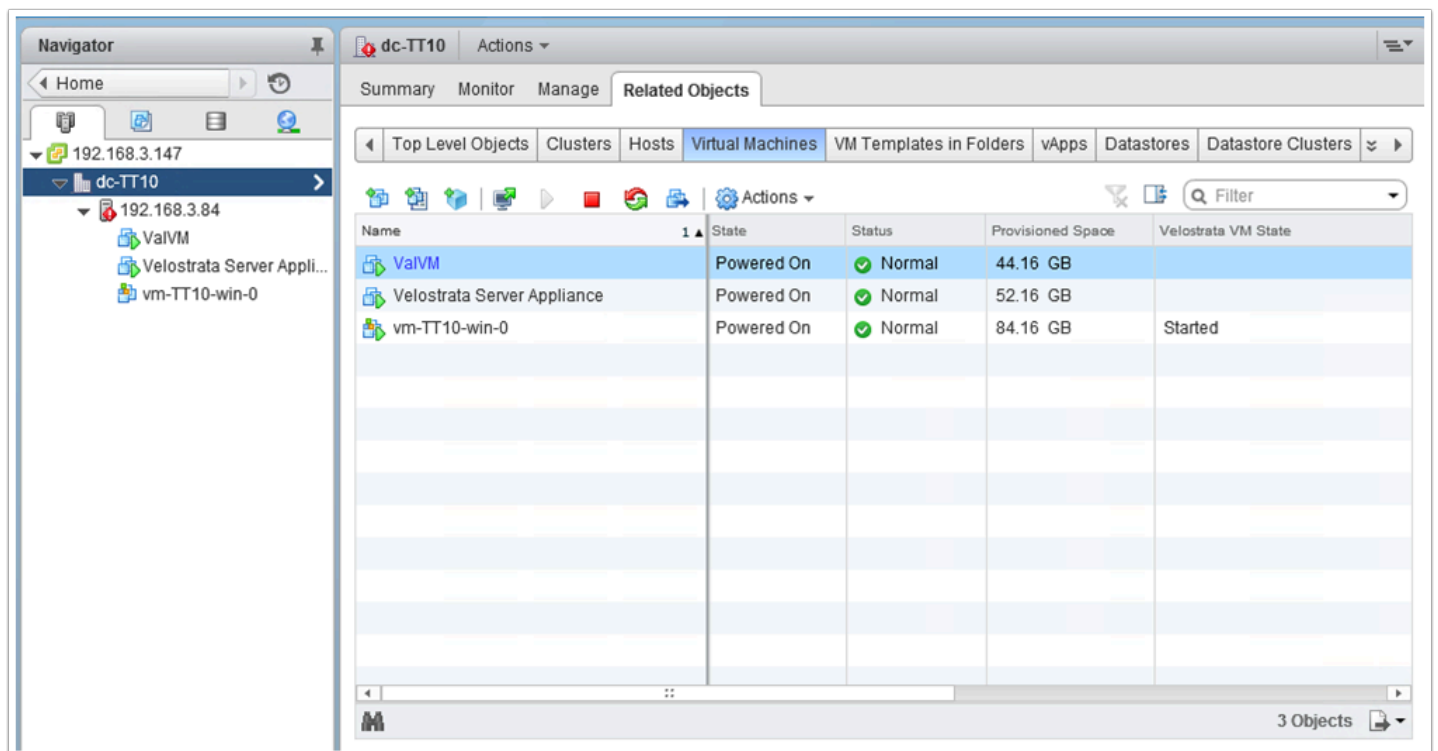 Navigator
Home
192.168.3.147
dc-TT10
192.168.3.84
ValVM
Velostrata Server Appli...
vm-TT10-win-0
dc-TT10 Actions
Summary Monitor Manage Related Objects
Top Level Objects Clusters Hosts Virtual Machines VM Templates in Folders vApps Datastores Datastore Clusters
Actions Filter
Name 1 State Status Provisioned Space Velostrata VM State
ValVM Powered On Normal 44.16 GB
Velostrata Server Appliance Powered On Normal 52.16 GB
vm-TT10-win-0 Powered On Normal 84.16 GB Started
3 Objects